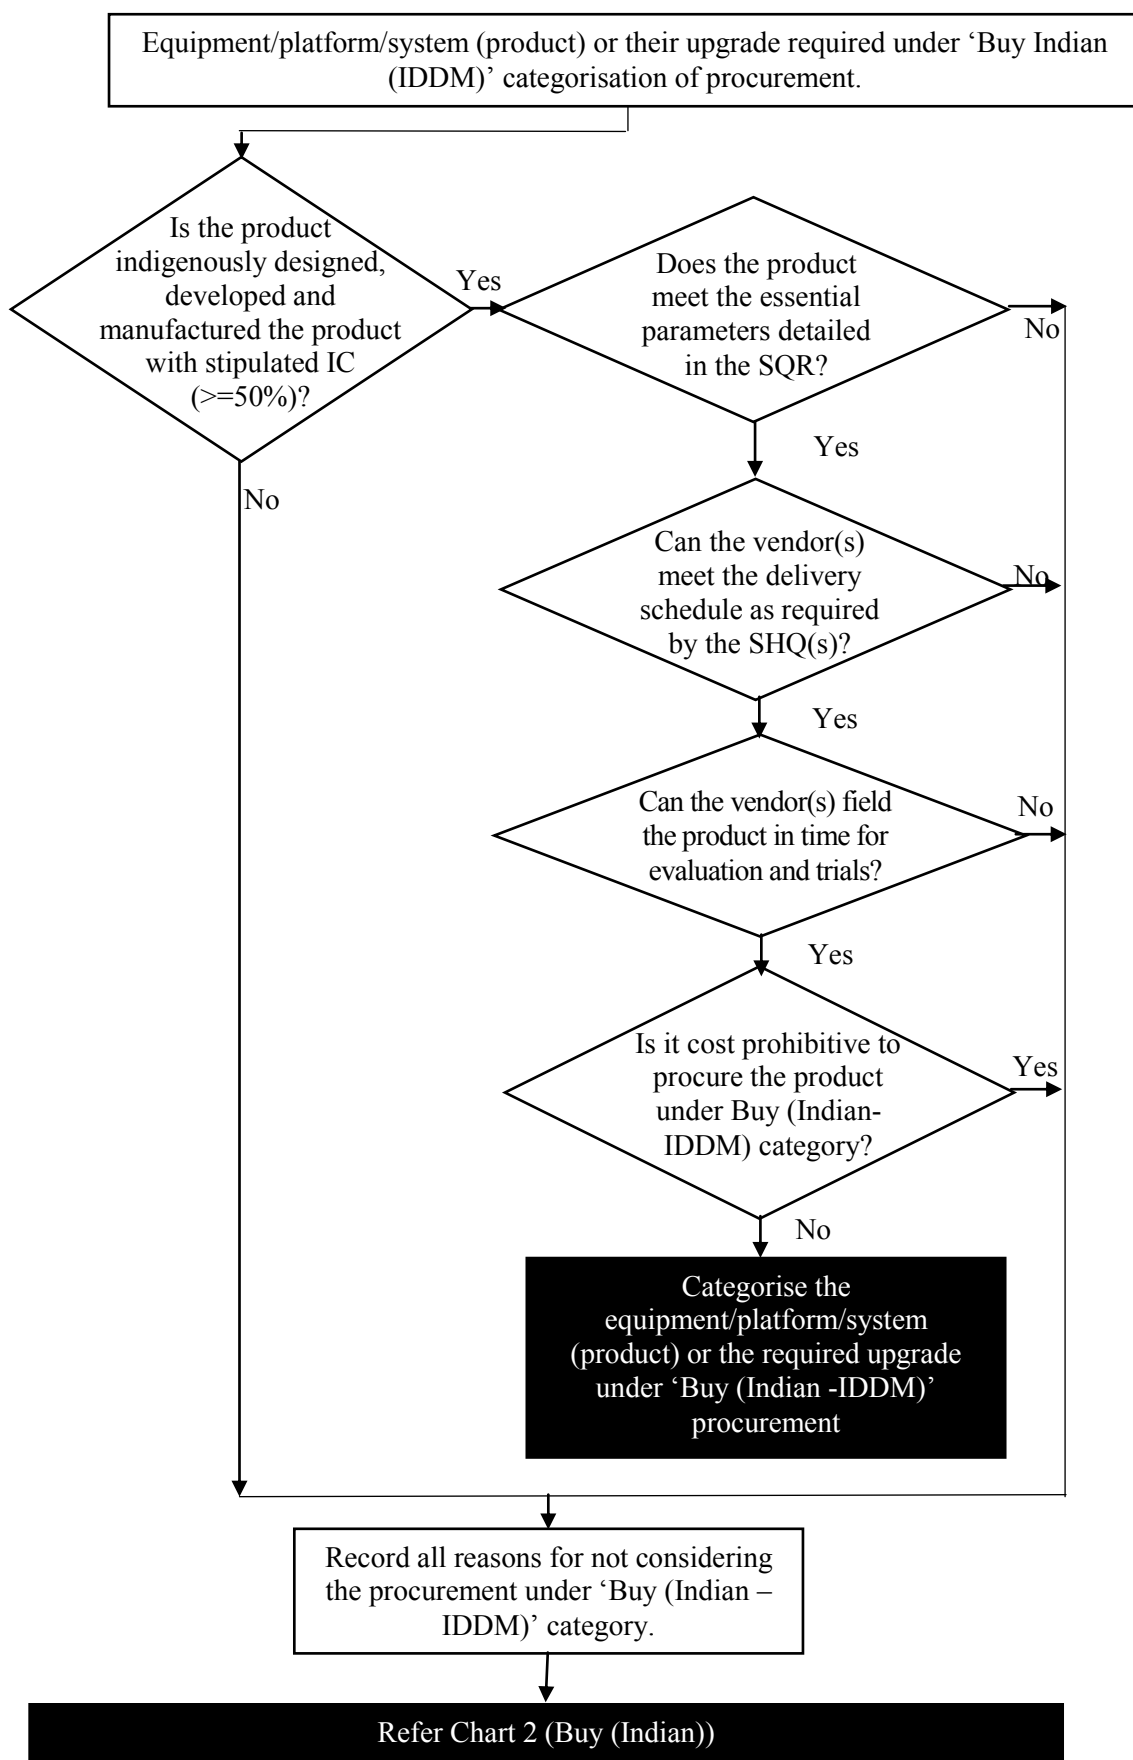 Equipment/platform/system (product) or their upgrade required under ‘Buy Indian
(IDDM)’ categorisation of procurement.
Is the product
indigenously designed,
developed and
manufactured the product
with stipulated IC
(>=50%)?
Yes
No
Does the product
meet the essential
parameters detailed
in the SQR?
No
Yes
Can the vendor(s)
meet the delivery
schedule as required
by the SHQ(s)?
No
Yes
Can the vendor(s) field
the product in time for
evaluation and trials?
No
Yes
Is it cost prohibitive to
procure the product
under Buy (Indian-
IDDM) category?
Yes
No
Categorise the
equipment/platform/system
(product) or the required upgrade
under ‘Buy (Indian -IDDM)’
procurement
Record all reasons for not considering
the procurement under ‘Buy (Indian –
IDDM)’ category.
Refer Chart 2 (Buy (Indian))